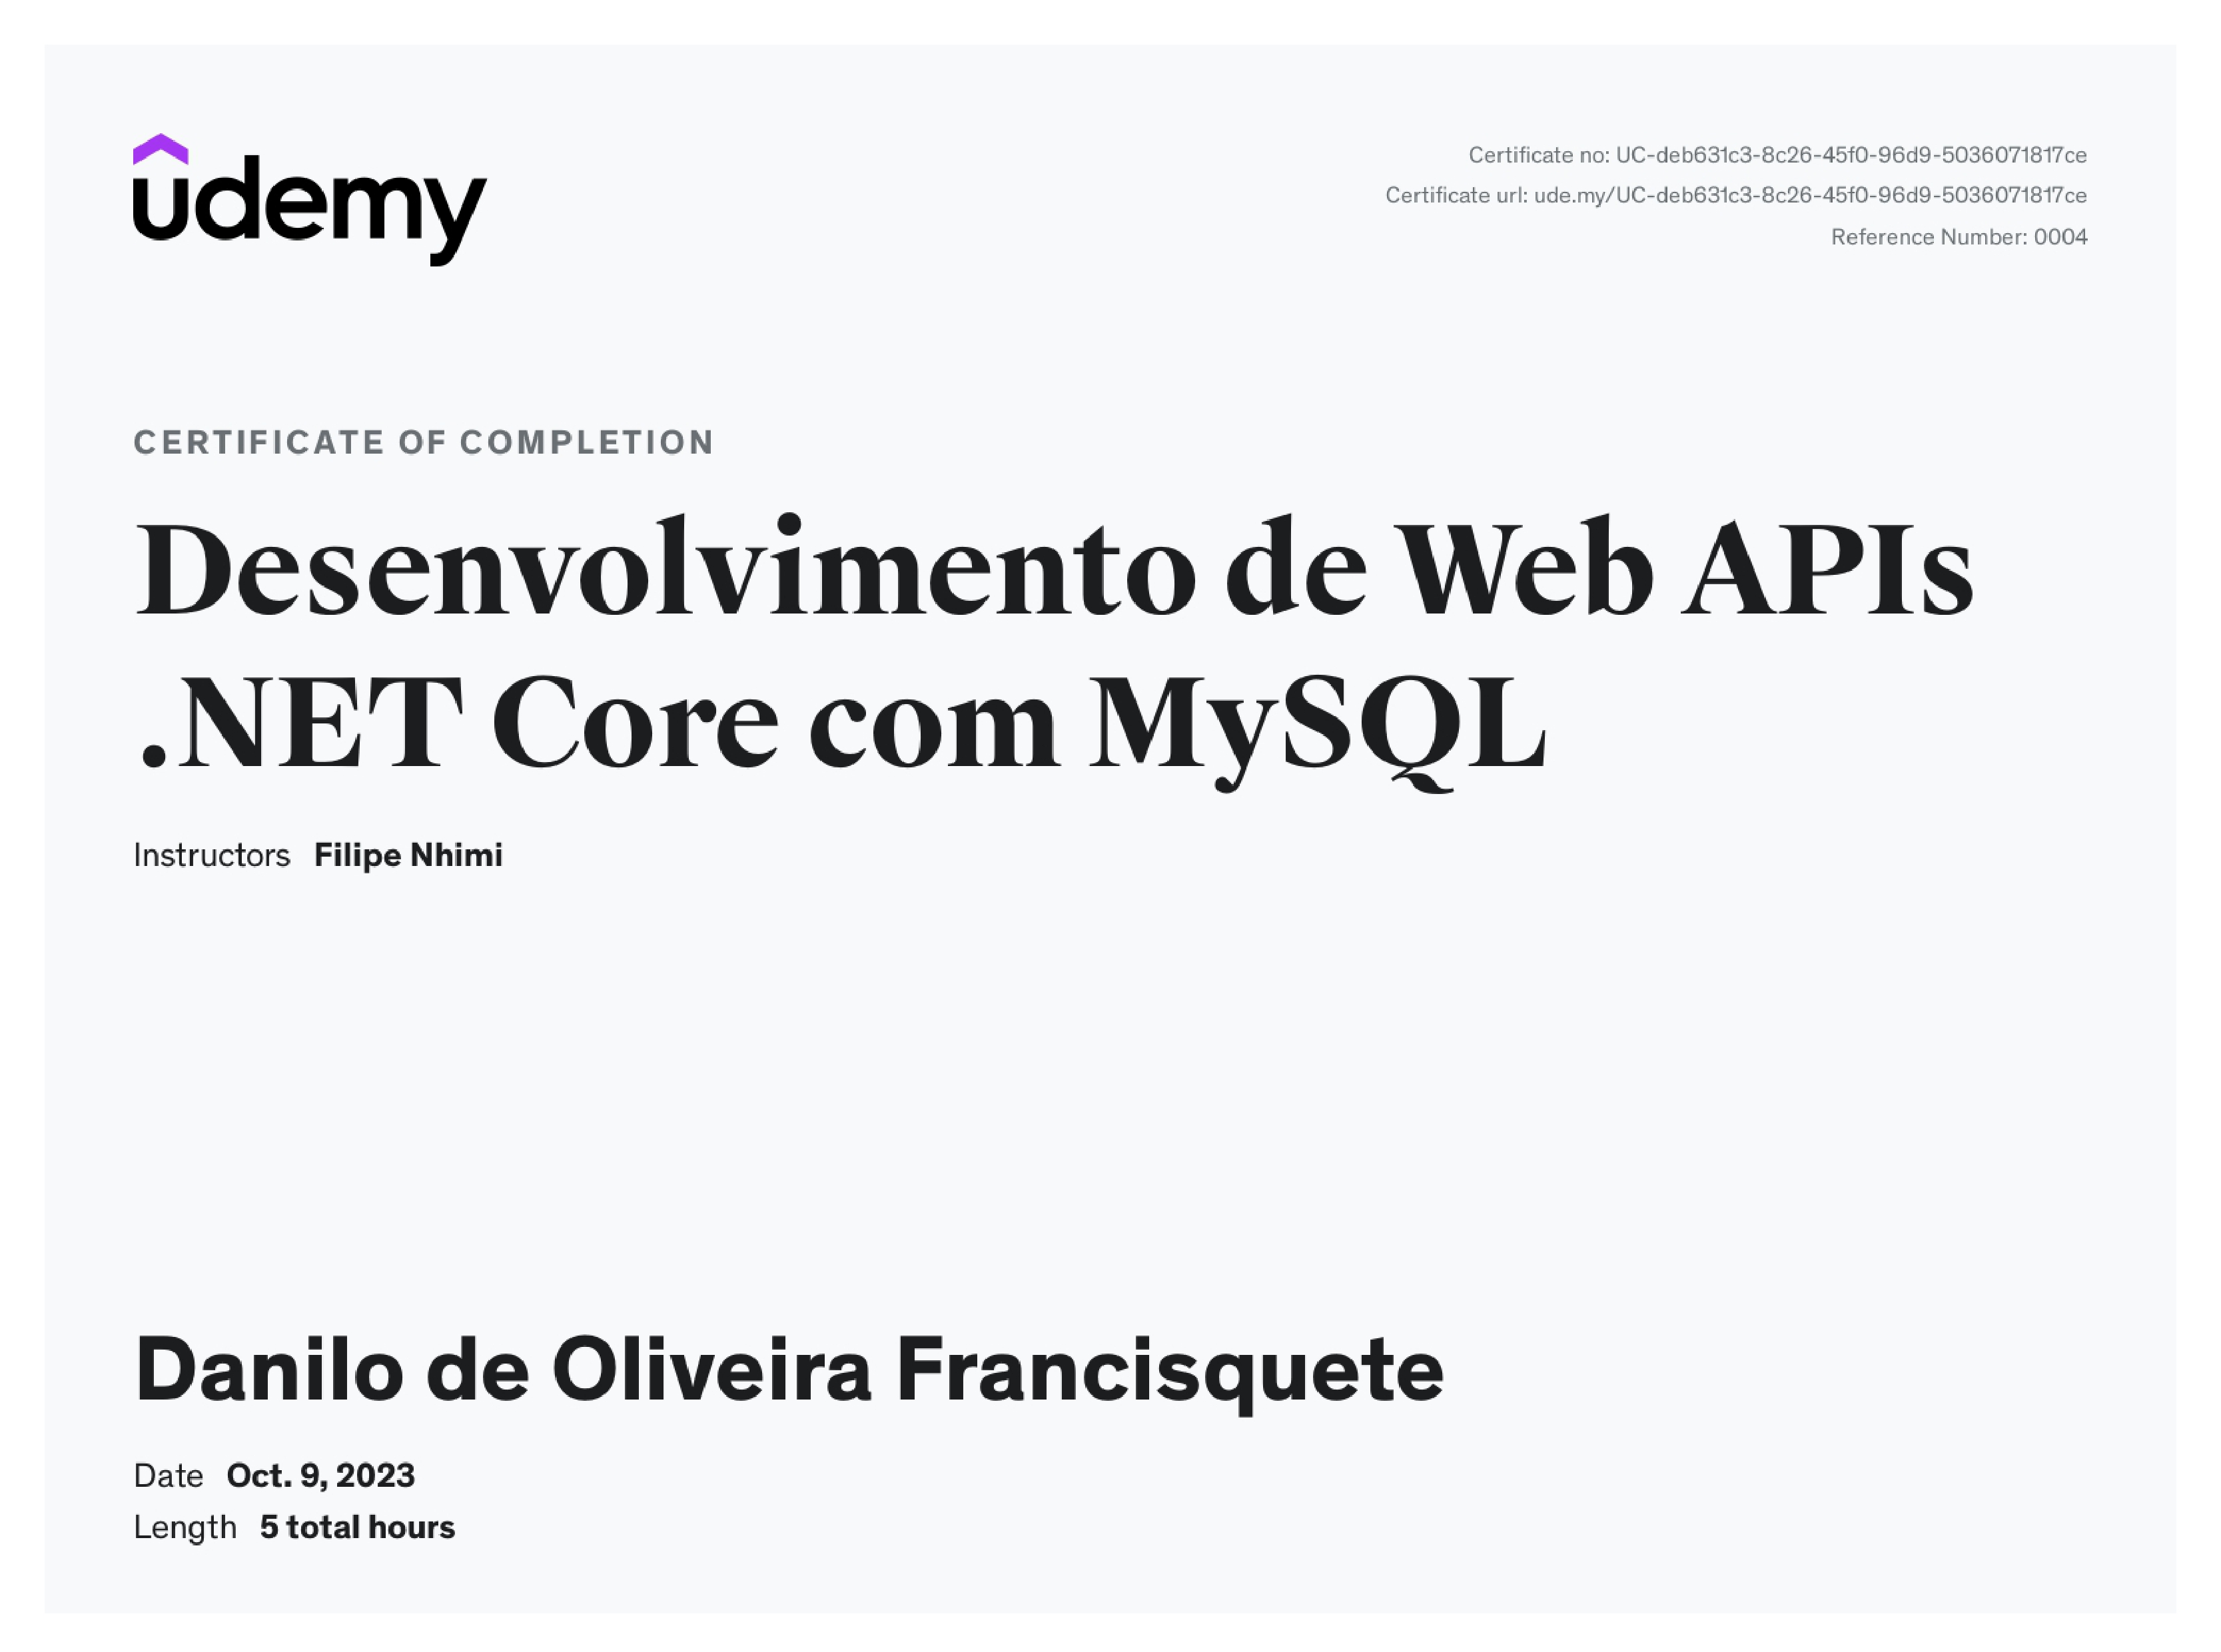 udemy
Certificate no: UC-deb631c3-8c26-45f0-96d9-5036071817ce
Certificate url: ude.my/UC-deb631c3-8c26-45f0-96d9-5036071817ce
Reference Number: 0004
CERTIFICATE OF COMPLETION
Desenvolvimento de Web APIs
.NET Core com MySQL
Instructors Filipe Nhimi
Danilo de Oliveira Francisquete
Date Oct. 9, 2023
Length 5 total hours